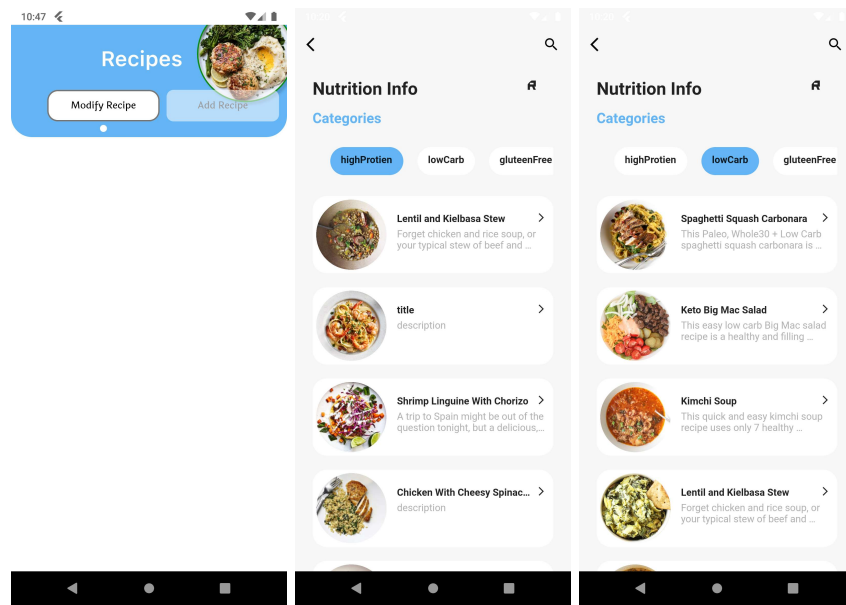 10:47
Recipes
Modify Recipe
Add Recipe
Nutrition Info
Categories
highProtien
lowCarb
gluteenFree
Lentil and Kielbasa Stew
Forget chicken and rice soup, or
your typical stew of beef and ...
title
description
Shrimp Linguine With Chorizo
A trip to Spain might be out of the
question tonight, but a delicious,...
Chicken With Cheesy Spinac...
description
Nutrition Info
Categories
highProtien
lowCarb
gluteenFree
Spaghetti Squash Carbonara
This Paleo, Whole30 + Low Carb
spaghetti squash carbonara is ...
Keto Big Mac Salad
This easy low carb Big Mac salad
recipe is a healthy and filling ...
Kimchi Soup
This quick and easy kimchi soup
recipe uses only 7 healthy ...
Lentil and Kielbasa Stew
Forget chicken and rice soup, or
your typical stew of beef and ...